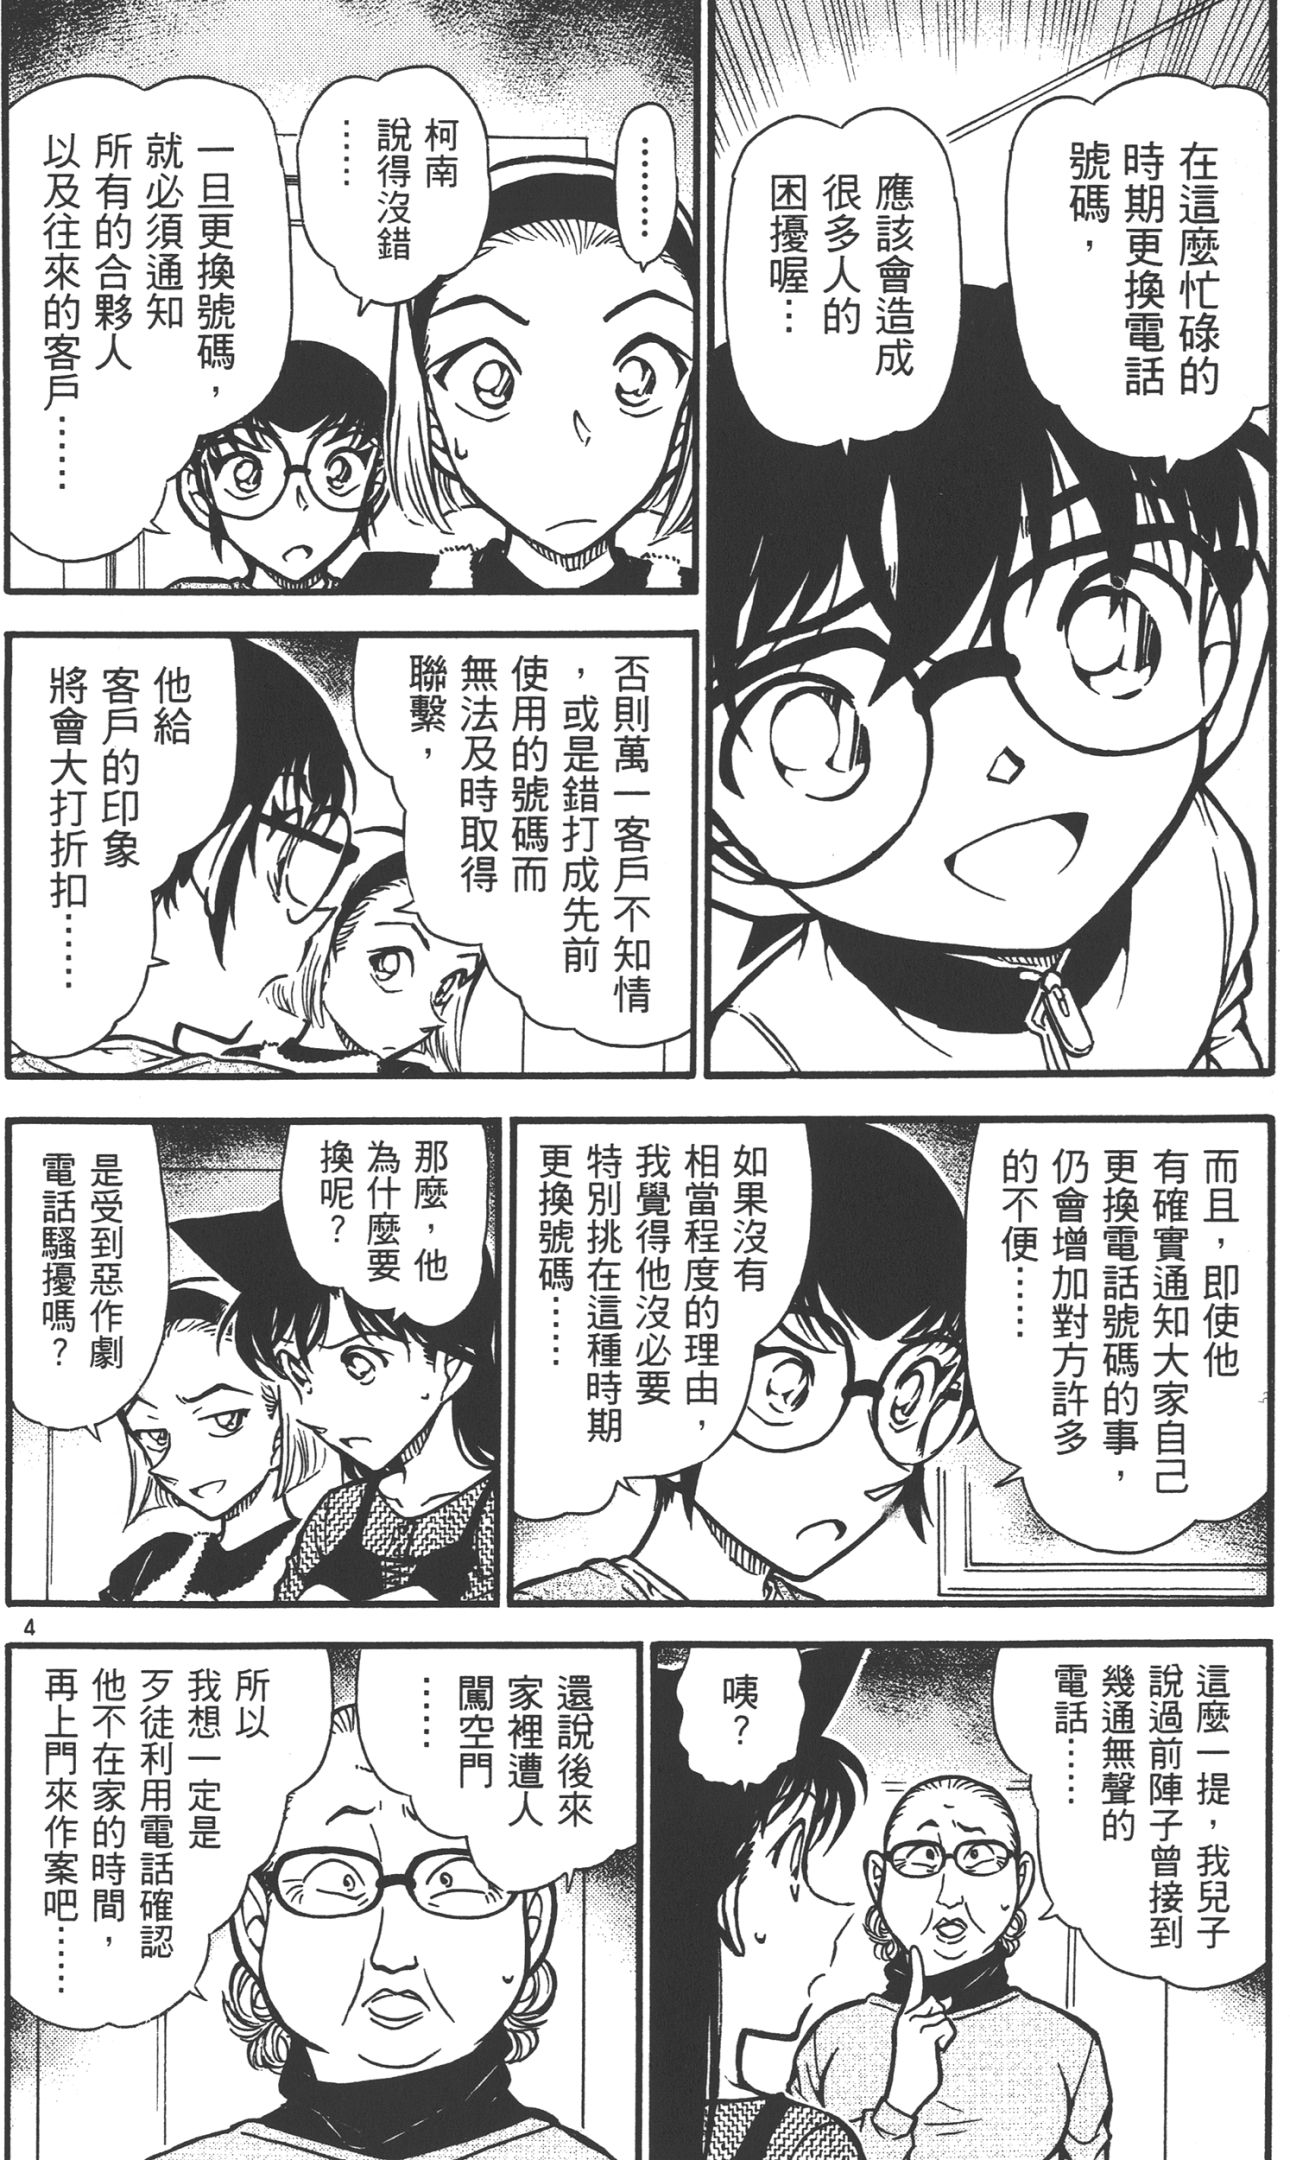 在這麼忙碌的
時期更換電話
號碼，
應該會造成
很多人的
困擾喔…
………
柯南
說得沒錯
……
一旦更換號碼，
就必須通知
所有的合夥人
以及往來的客戶……
否則萬一客戶不知情
，或是錯打成先前
使用的號碼而
無法及時取得
聯繫，
他給
客戶的印象
將會大打折扣……
而且，即使他
有確實通知大家自己
更換電話號碼的事，
仍會增加對方許多
的不便……
如果沒有
相當程度的理由，
我覺得他沒必要
特別挑在這種時期
更換號碼……
那麼，他
為什麼要
換呢？
是受到惡作劇
電話騷擾嗎？
4
這麼一提，我兒子
說過前陣子曾接到
幾通無聲的
電話……
咦？
還說後來
家裡遭人
闖空門
……
所以
我想一定是
歹徒利用電話確認
他不在家的時間，
再上門來作案吧……